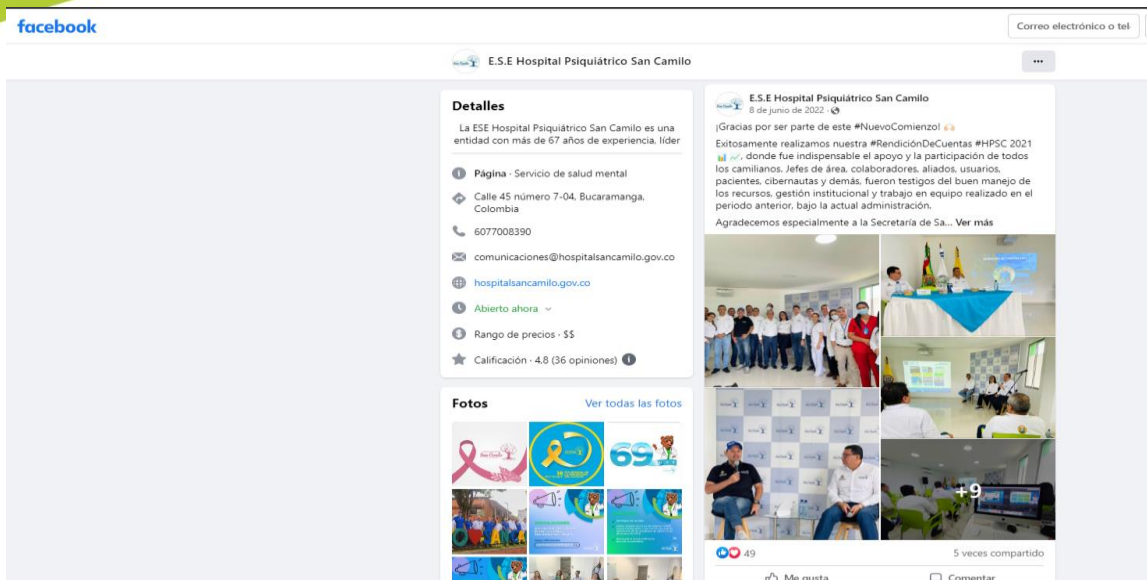 facebook
Correo electrónico o tel
E.S.E Hospital Psiquiátrico San Camilo
...
Detalles
La ESE Hospital Psiquiátrico San Camilo es una
entidad con más de 67 años de experiencia, líder
Página · Servicio de salud mental
Calle 45 número 7-04, Bucaramanga,
Colombia
6077008390
comunicaciones@hospitalsancamilo.gov.co
hospitalsancamilo.gov.co
Abierto ahora
Rango de precios · $$
Calificación · 4,8 (36 opiniones)
Fotos
Ver todas las fotos
San Camilo
69
E.S.E Hospital Psiquiátrico San Camilo
8 de junio de 2022 ·
¡Gracias por ser parte de este #NuevoComienzo!
Exitosamente realizamos nuestra #RendiciónDeCuentas #HPSC 2021
, donde fue indispensable el apoyo y la participación de todos
los camilianos. Jefes de área, colaboradores, aliados, usuarios,
pacientes, cibernautas y demás, fueron testigos del buen manejo de
los recursos, gestión institucional y trabajo en equipo realizado en el
periodo anterior, bajo la actual administración.
Agradecemos especialmente a la Secretaría de Sa... Ver más
+9
49
5 veces compartido
Me gusta
Comentar